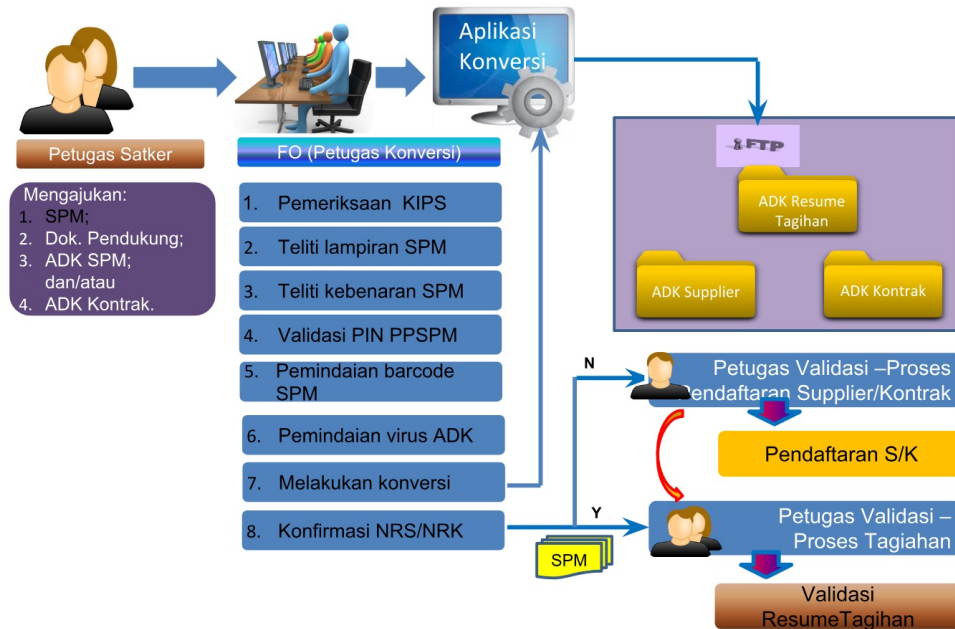 Aplikasi
Konversi
Petugas Satker
FO (Petugas Konversi)
FTP
ADK Resume
Tagihan
ADK Supplier
ADK Kontrak
Mengajukan:
1. SPM;
2. Dok. Pendukung;
3. ADK SPM;
dan/atau
4. ADK Kontrak.
1. Pemeriksaan KIPS
2. Teliti lampiran SPM
3. Teliti kebenaran SPM
4. Validasi PIN PPSPM
5. Pemindaian barcode
SPM
6. Pemindaian virus ADK
7. Melakukan konversi
8. Konfirmasi NRS/NRK
N
Petugas Validasi –Proses
Pendaftaran Supplier/Kontrak
Pendaftaran S/K
Y
SPM
Petugas Validasi –
Proses Tagiahan
Validasi
ResumeTagihan